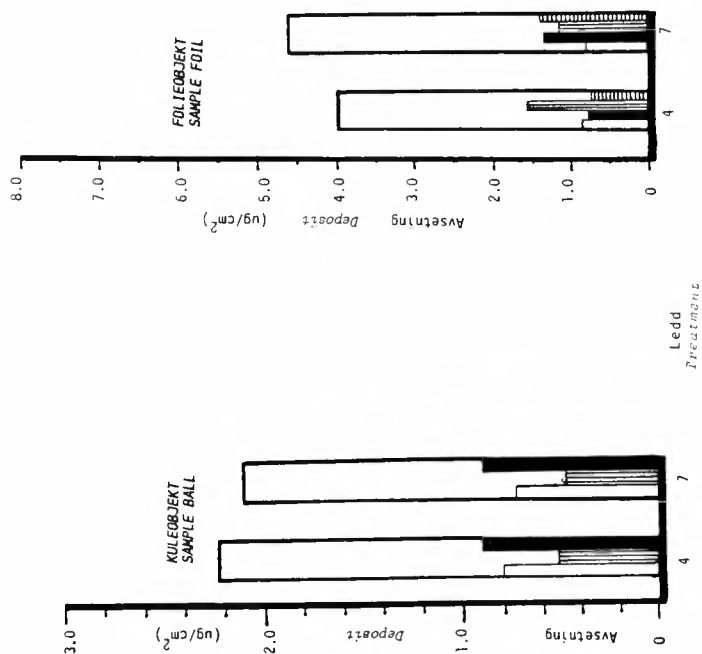 KULEOBJEKT
SAMPLE BALL
3.0
2.0
1.0
0
Avsetning Deposit (ug/cm²)
4
7
Ledd
Treatment
FOLIEOBJEKT
SAMPLE FOIL
8.0
7.0
6.0
5.0
4.0
3.0
2.0
1.0
0
Avsetning Deposit (ug/cm²)
4
7